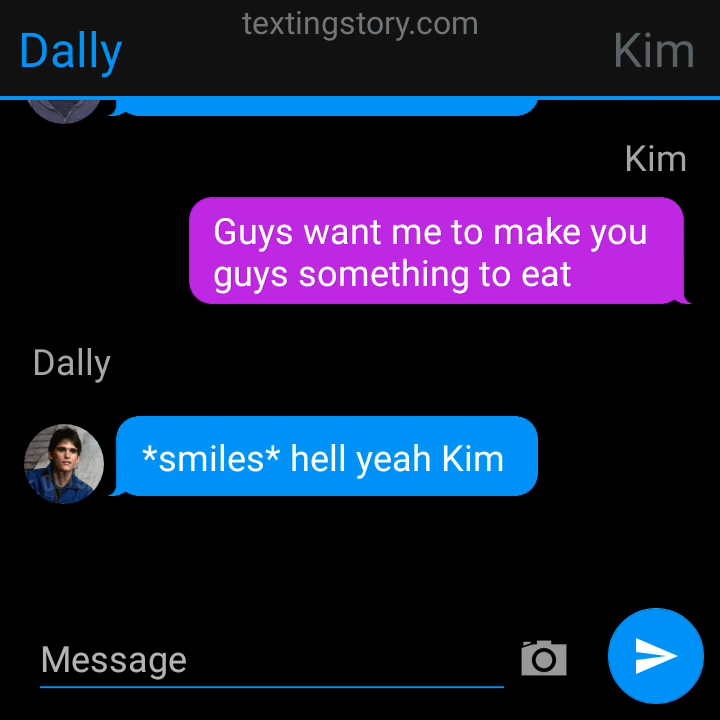 textingstory.com
Dally
Kim
Kim
Guys want me to make you
guys something to eat
Dally
*smiles* hell yeah Kim
Message